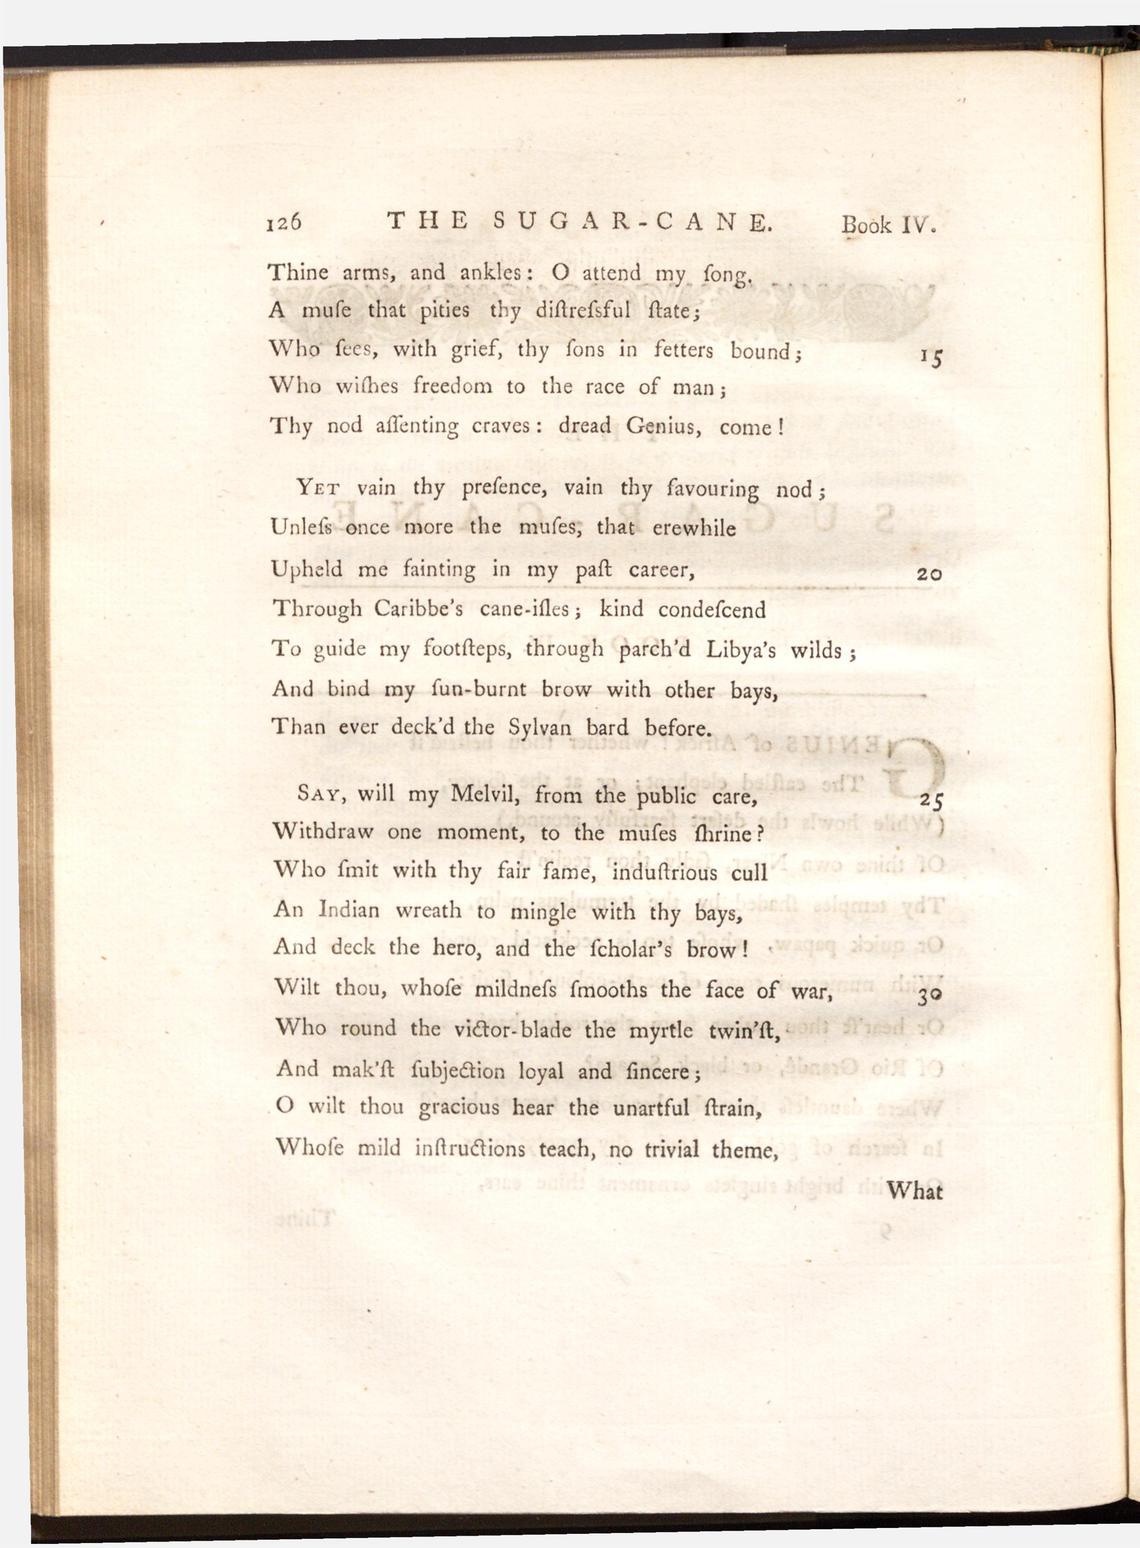 126 THE SUGAR-CANE. Book IV.
Thine arms, and ankles: O attend my ſong.
A muſe that pities thy diſtreſsful ſtate;
Who ſees, with grief, thy ſons in fetters bound; 15
Who wiſhes freedom to the race of man;
Thy nod aſſenting craves: dread Genius, come!
YET vain thy preſence, vain thy favouring nod;
Unleſs once more the muſes, that erewhile
Upheld me fainting in my paſt career, 20
Through Caribbe's cane-iſles; kind condeſcend
To guide my footſteps, through parch'd Libya's wilds;
And bind my ſun-burnt brow with other bays,
Than ever deck'd the Sylvan bard before.
SAY, will my Melvil, from the public care, 25
Withdraw one moment, to the muſes ſhrine?
Who ſmit with thy fair fame, induſtrious cull
An Indian wreath to mingle with thy bays,
And deck the hero, and the ſcholar's brow!
Wilt thou, whoſe mildneſs ſmooths the face of war, 30
Who round the victor-blade the myrtle twin'ſt,
And mak'ſt ſubjection loyal and ſincere;
O wilt thou gracious hear the unartful ſtrain,
Whoſe mild inſtructions teach, no trivial theme,
What